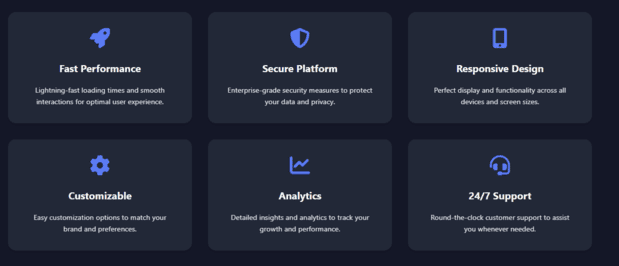 Fast Performance
Lightning-fast loading times and smooth
interactions for optimal user experience.
Secure Platform
Enterprise-grade security measures to protect
your data and privacy.
Responsive Design
Perfect display and functionality across all
devices and screen sizes.
Customizable
Easy customization options to match your
brand and preferences.
Analytics
Detailed insights and analytics to track your
growth and performance.
24/7 Support
Round-the-clock customer support to assist
you whenever needed.